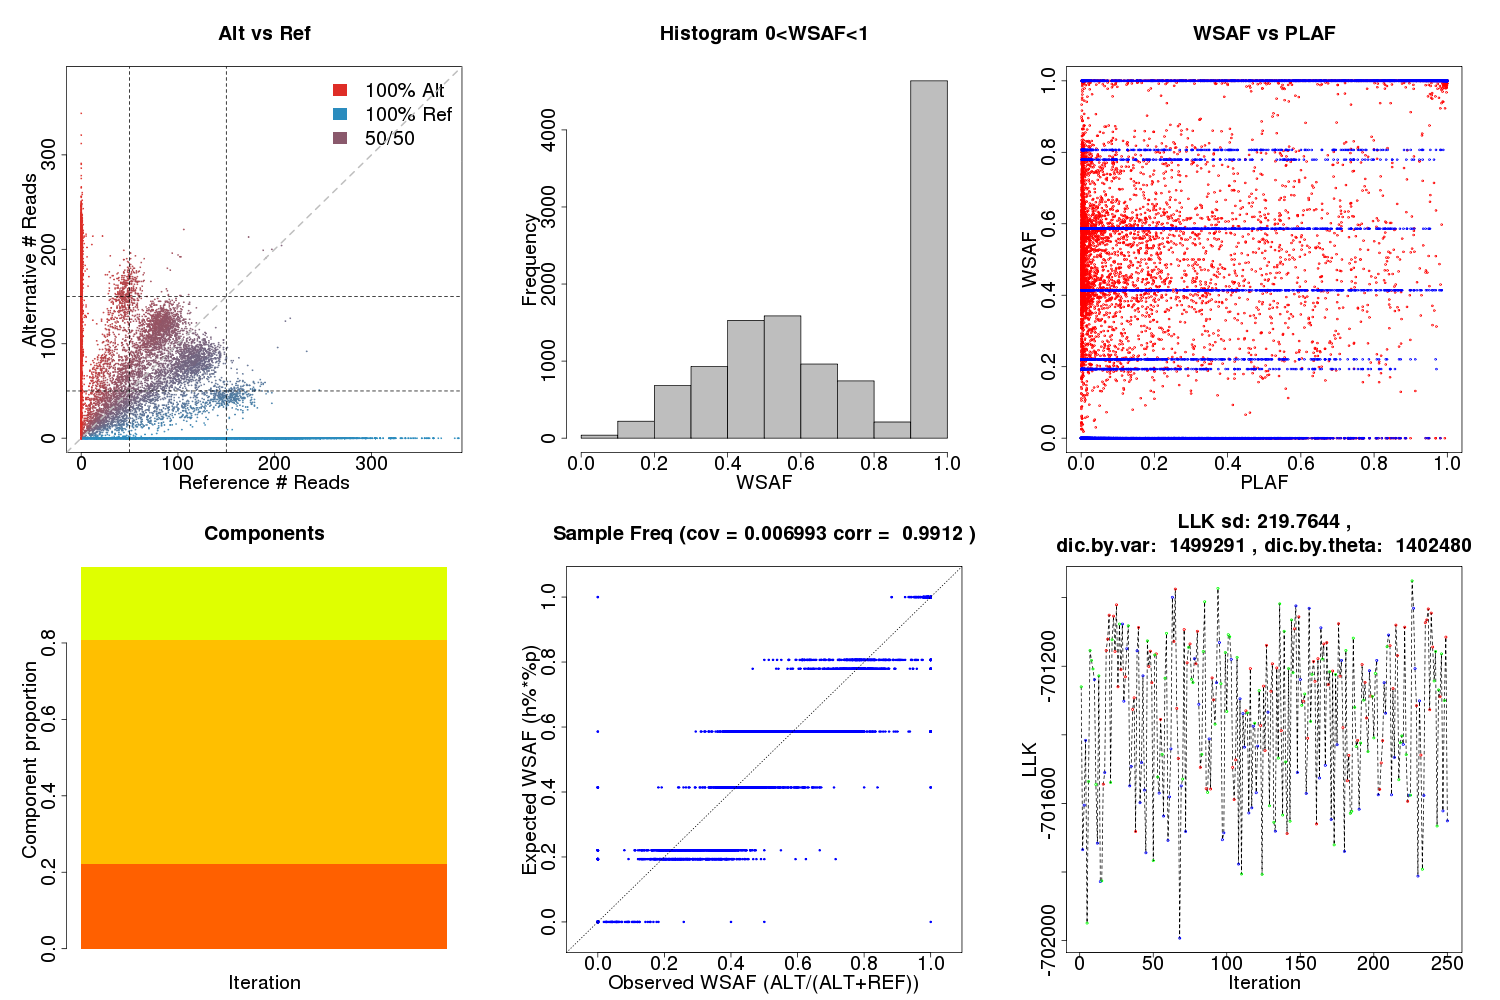 Alt vs Ref
100% Alt
100% Ref
50/50
Alternative # Reads
0
100
200
300
0
100
200
300
Reference # Reads
Histogram 0<WSAF<1
Frequency
0
1000
2000
3000
4000
0.0
0.2
0.4
0.6
0.8
1.0
WSAF
WSAF vs PLAF
WSAF
0.0
0.2
0.4
0.6
0.8
1.0
0.0
0.2
0.4
0.6
0.8
1.0
PLAF
Components
Component proportion
0.0
0.2
0.4
0.6
0.8
Iteration
Sample Freq (cov = 0.006993 corr = 0.9912 )
Expected WSAF (h%*%p)
0.0
0.2
0.4
0.6
0.8
1.0
0.0
0.2
0.4
0.6
0.8
1.0
Observed WSAF (ALT/(ALT+REF))
LLK sd: 219.7644 ,
dic.by.var: 1499291 , dic.by.theta: 1402480
LLK
-702000
-701600
-701200
0
50
100
150
200
250
Iteration